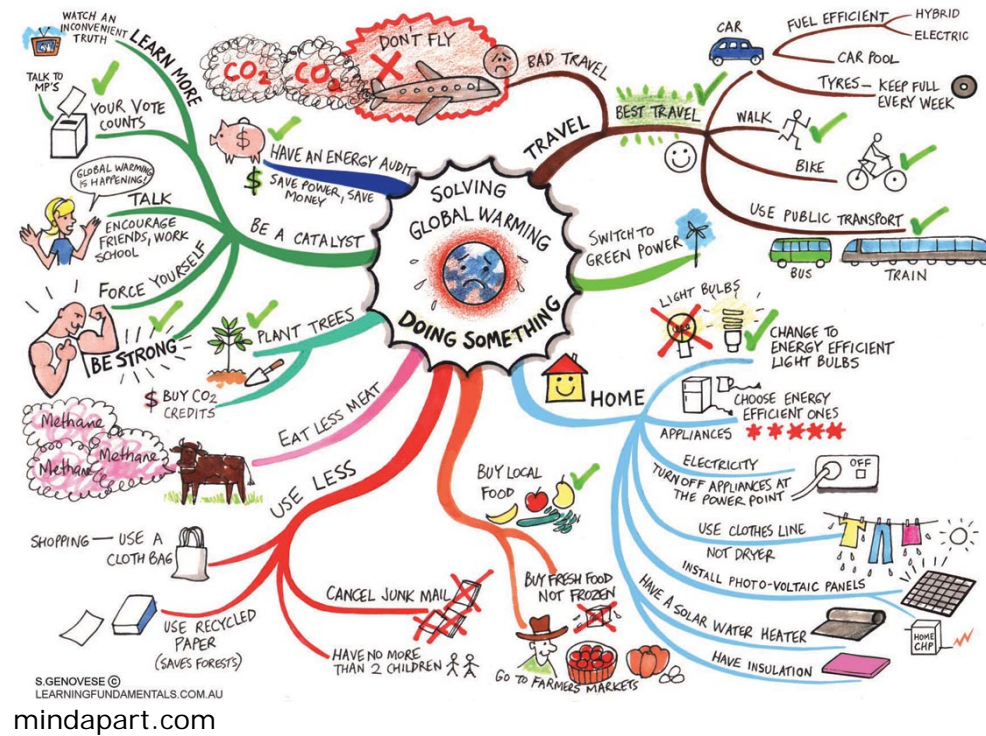 WATCH AN
INCONVENIENT
TRUTH
LEARN MORE
TALK TO
MP'S
YOUR VOTE
COUNTS
GLOBAL WARMING
IS HAPPENING!
TALK
ENCOURAGE
FRIENDS, WORK
SCHOOL
FORCE YOURSELF
BE STRONG
BE A CATALYST
CO2
CO2
DON'T FLY
BAD TRAVEL
TRAVEL
BEST TRAVEL
CAR
FUEL EFFICIENT
HYBRID
ELECTRIC
CAR POOL
TYRES — KEEP FULL
EVERY WEEK
WALK
BIKE
USE PUBLIC TRANSPORT
BUS
TRAIN
$
$
HAVE AN ENERGY AUDIT
SAVE POWER, SAVE
MONEY
SOLVING
GLOBAL WARMING
DOING SOMETHING
SWITCH TO
GREEN POWER
PLANT TREES
$ BUY CO2
CREDITS
EAT LESS MEAT
Methane
Methane
Methane
USE LESS
SHOPPING — USE A
CLOTH BAG
USE RECYCLED
PAPER
(SAVES FORESTS)
CANCEL JUNK MAIL
HAVE NO MORE
THAN 2 CHILDREN
BUY LOCAL
FOOD
BUY FRESH FOOD
NOT FROZEN
GO TO FARMERS MARKETS
HOME
LIGHT BULBS
CHANGE TO
ENERGY EFFICIENT
LIGHT BULBS
CHOOSE ENERGY
EFFICIENT ONES
APPLIANCES
ELECTRICITY
TURN OFF APPLIANCES AT
THE POWER POINT
OFF
USE CLOTHES LINE
NOT DRYER
INSTALL PHOTO-VOLTAIC PANELS
HOME
CHP
HAVE A SOLAR WATER HEATER
HAVE INSULATION
S.GENOVESE ©
LEARNINGFUNDAMENTALS.COM.AU
mindapart.com